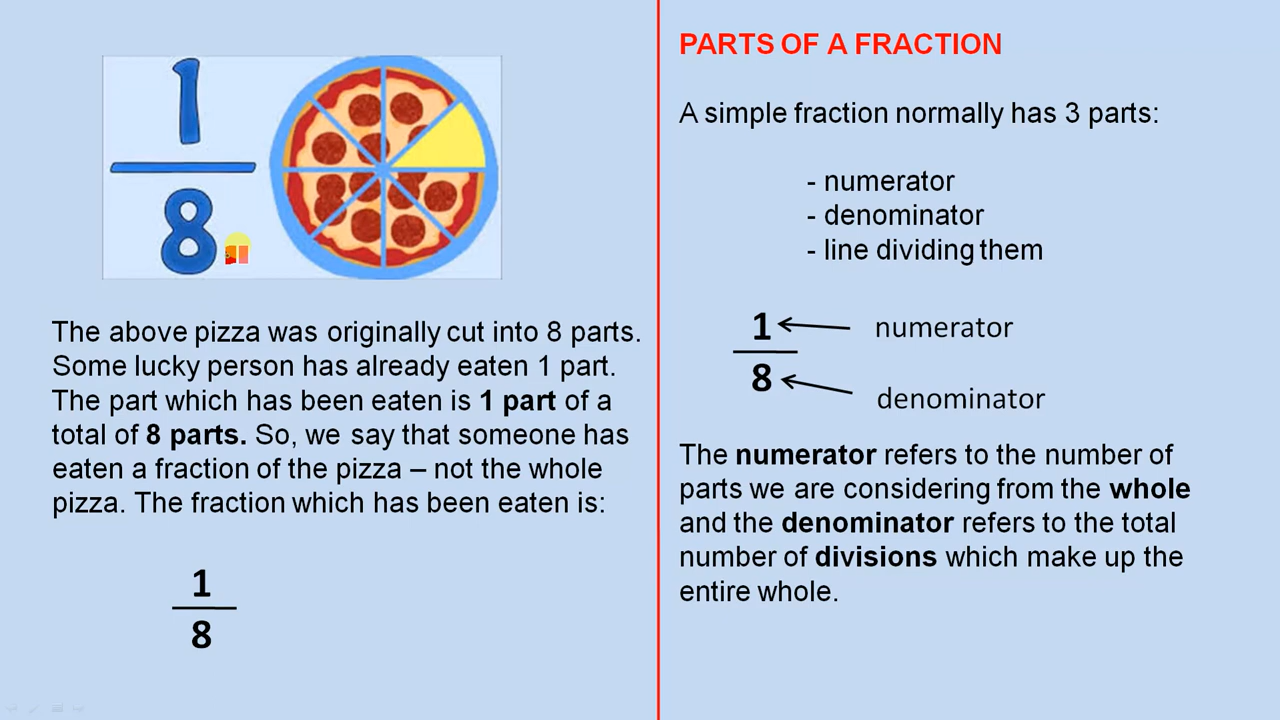 1
8
The above pizza was originally cut into 8 parts.
Some lucky person has already eaten 1 part.
The part which has been eaten is 1 part of a
total of 8 parts. So, we say that someone has
eaten a fraction of the pizza – not the whole
pizza. The fraction which has been eaten is:
1
8
PARTS OF A FRACTION
A simple fraction normally has 3 parts:
- numerator
- denominator
- line dividing them
1 numerator
8 denominator
The numerator refers to the number of
parts we are considering from the whole
and the denominator refers to the total
number of divisions which make up the
entire whole.